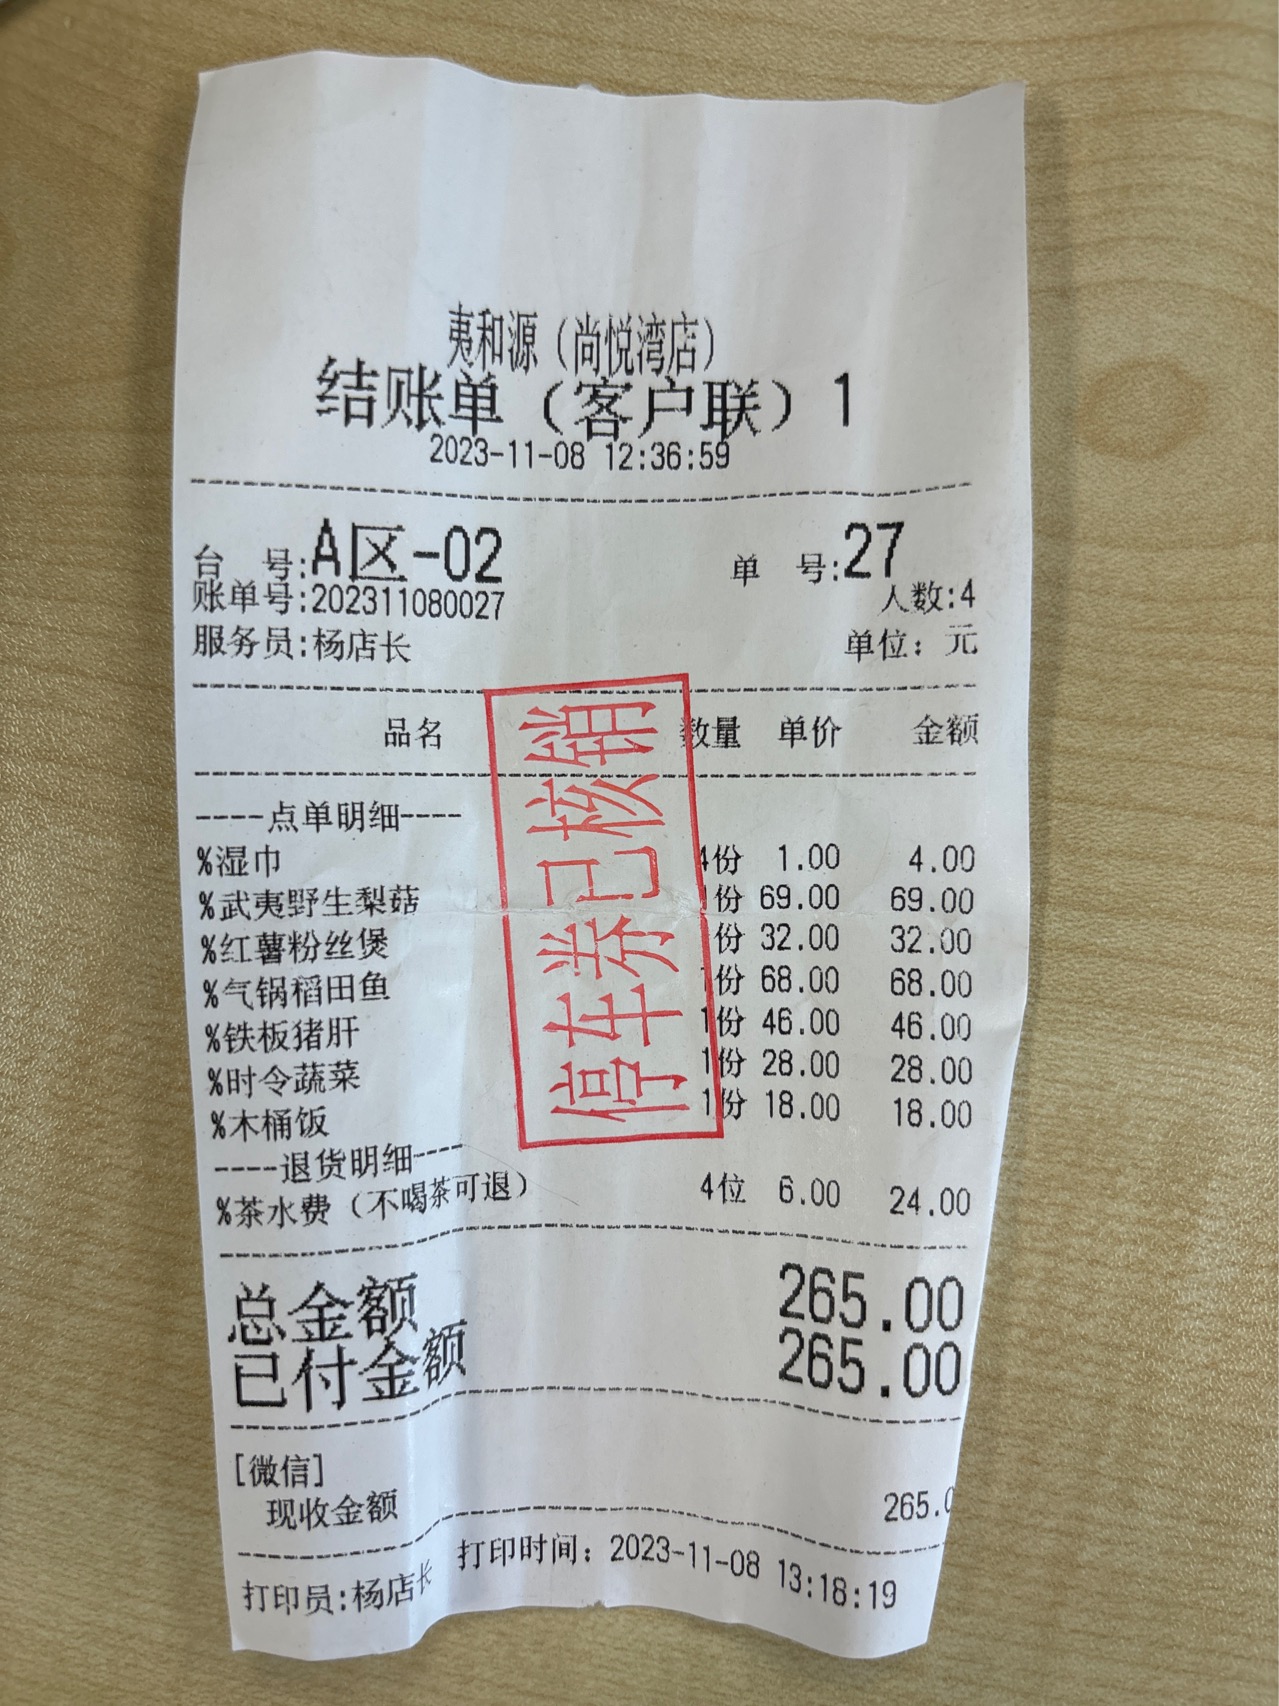 夷和源（尚悦湾店）
结账单（客户联）1
2023-11-08 12:36:59
台 号:A区-02 单 号:27
账单号:202311080027 人数:4
服务员:杨店长 单位：元
品名 数量 单价 金额
----点单明细----
%湿巾 4份 1.00 4.00
%武夷野生梨菇 1份 69.00 69.00
%红薯粉丝煲 份 32.00 32.00
%气锅稻田鱼 1份 68.00 68.00
%铁板猪肝 1份 46.00 46.00
%时令蔬菜 1份 28.00 28.00
%木桶饭 1份 18.00 18.00
----退货明细----
%茶水费（不喝茶可退） 4位 6.00 24.00
总金额 265.00
已付金额 265.00
[微信]
现收金额 265.0
打印员:杨店长 打印时间：2023-11-08 13:18:19
停车券已核销